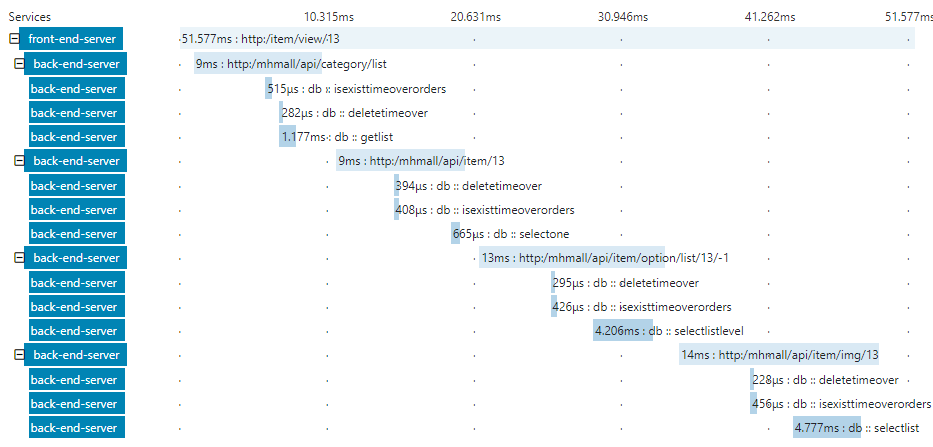 Services 10.315ms 20.631ms 30.946ms 41.262ms 51.577ms
front-end-server 51.577ms : http:/item/view/13
back-end-server 9ms : http:/mhmall/api/category/list
back-end-server 515µs : db :: isexisttimeoverorders
back-end-server 282µs : db :: deletetimeover
back-end-server 1.177ms : db :: getlist
back-end-server 9ms : http:/mhmall/api/item/13
back-end-server 394µs : db :: deletetimeover
back-end-server 408µs : db :: isexisttimeoverorders
back-end-server 665µs : db :: selectone
back-end-server 13ms : http:/mhmall/api/item/option/list/13/-1
back-end-server 295µs : db :: deletetimeover
back-end-server 426µs : db :: isexisttimeoverorders
back-end-server 4.206ms : db :: selectlistlevel
back-end-server 14ms : http:/mhmall/api/item/img/13
back-end-server 228µs : db :: deletetimeover
back-end-server 456µs : db :: isexisttimeoverorders
back-end-server 4.777ms : db :: selectlist